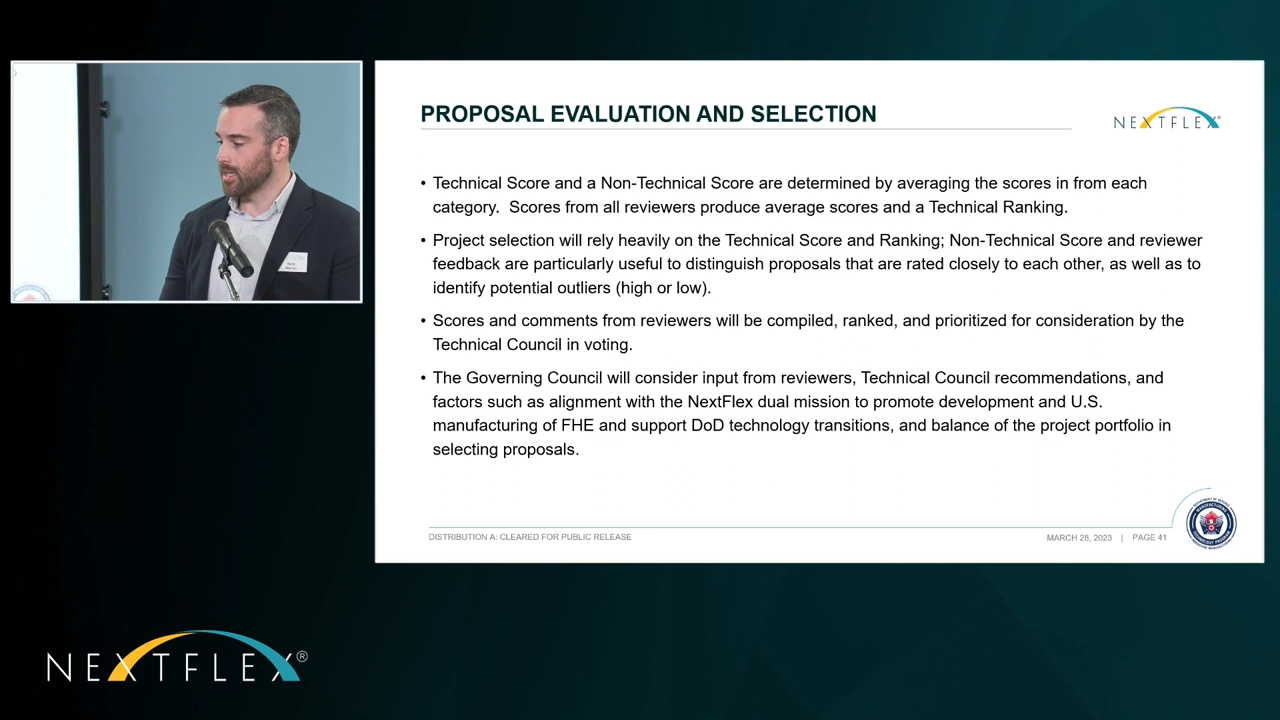 PROPOSAL EVALUATION AND SELECTION
NEXTFLEX®
• Technical Score and a Non-Technical Score are determined by averaging the scores in from each
category.  Scores from all reviewers produce average scores and a Technical Ranking.
• Project selection will rely heavily on the Technical Score and Ranking; Non-Technical Score and reviewer
feedback are particularly useful to distinguish proposals that are rated closely to each other, as well as to
identify potential outliers (high or low).
• Scores and comments from reviewers will be compiled, ranked, and prioritized for consideration by the
Technical Council in voting.
• The Governing Council will consider input from reviewers, Technical Council recommendations, and
factors such as alignment with the NextFlex dual mission to promote development and U.S.
manufacturing of FHE and support DoD technology transitions, and balance of the project portfolio in
selecting proposals.
DISTRIBUTION A: CLEARED FOR PUBLIC RELEASE
MARCH 28, 2023 | PAGE 41
NEXTFLEX®